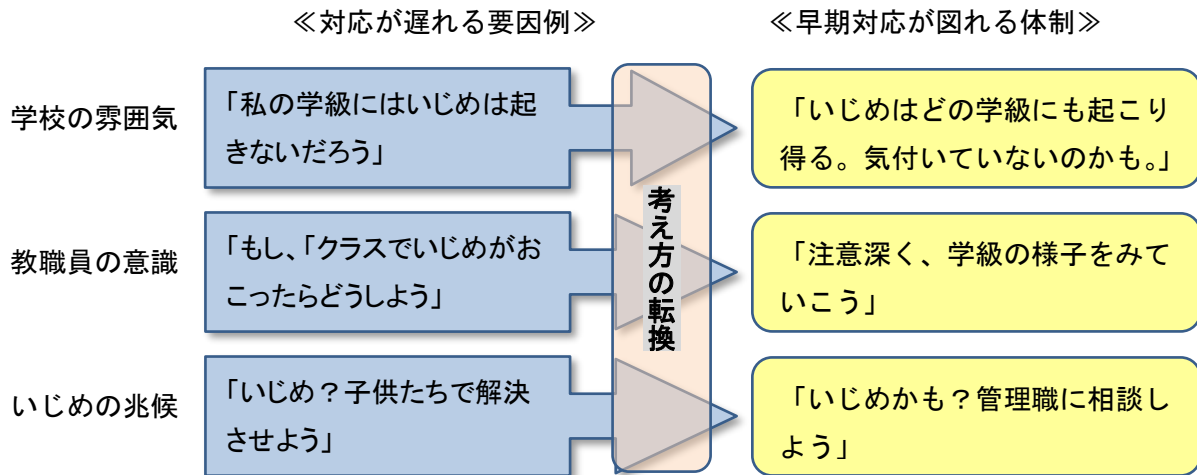 ≪対応が遅れる要因例≫
≪早期対応が図れる体制≫
学校の雰囲気
「私の学級にはいじめは起
きないだろう」
「いじめはどの学級にも起こり
得る。気付いていないのかも。」
教職員の意識
「もし、「クラスでいじめがお
こったらどうしよう」
「注意深く、学級の様子をみて
いこう」
いじめの兆候
「いじめ？子供たちで解決
させよう」
「いじめかも？管理職に相談し
よう」
考え方の転換